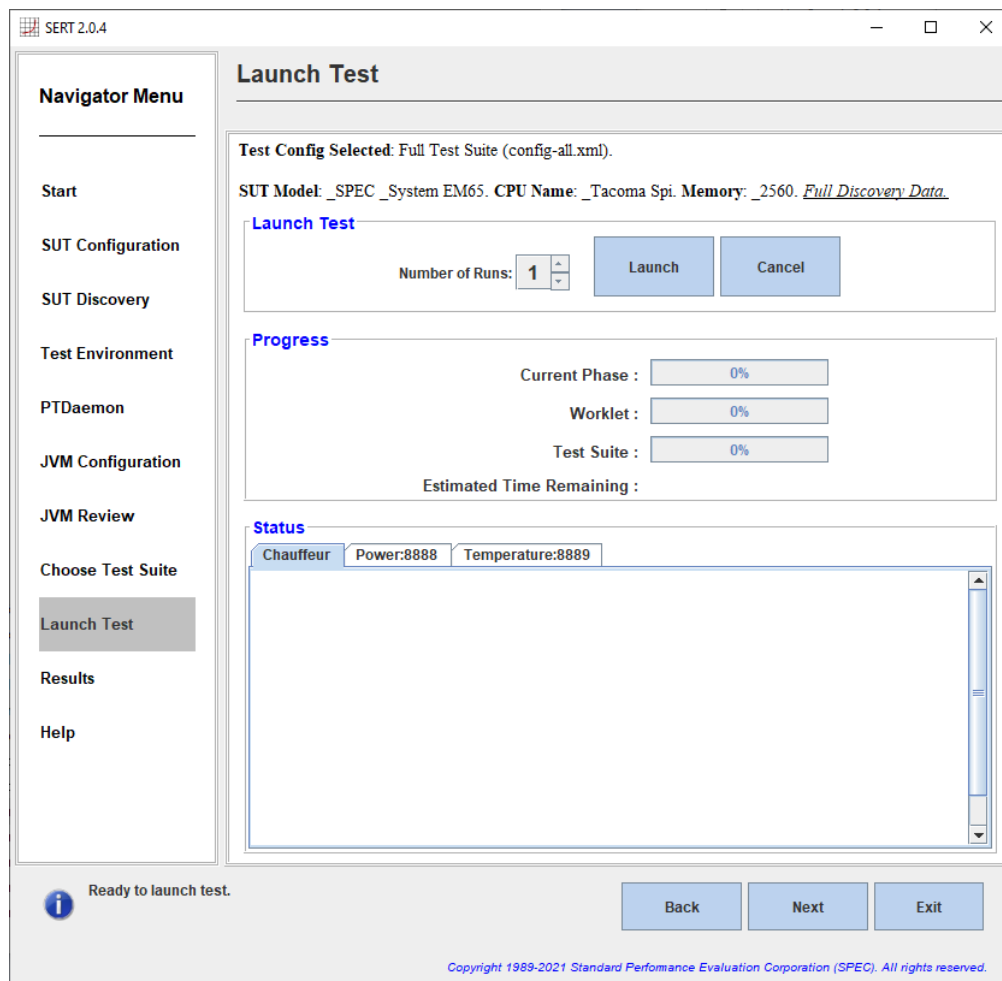 SERT 2.0.4
Navigator Menu
Start
SUT Configuration
SUT Discovery
Test Environment
PTDaemon
JVM Configuration
JVM Review
Choose Test Suite
Launch Test
Results
Help
Launch Test
Test Config Selected: Full Test Suite (config-all.xml).
SUT Model: _SPEC _System EM65. CPU Name: _Tacoma Spi. Memory: _2560. Full Discovery Data.
Launch Test
Number of Runs: 1 Launch Cancel
Progress
Current Phase : 0%
Worklet : 0%
Test Suite : 0%
Estimated Time Remaining :
Status
Chauffeur Power:8888 Temperature:8889
Ready to launch test.
Back Next Exit
Copyright 1989-2021 Standard Performance Evaluation Corporation (SPEC). All rights reserved.